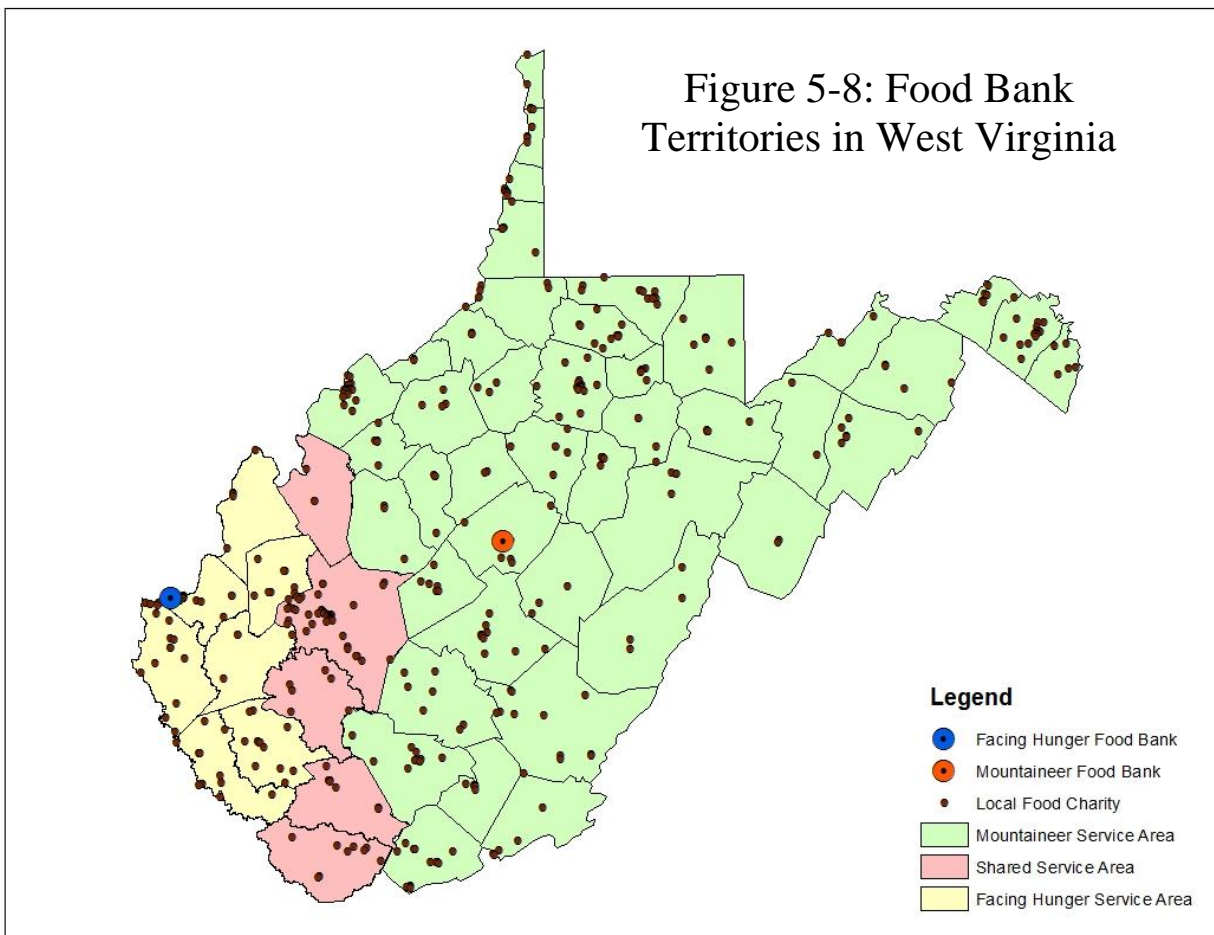 Figure 5-8: Food Bank
Territories in West Virginia
Legend
Facing Hunger Food Bank
Mountaineer Food Bank
Local Food Charity
Mountaineer Service Area
Shared Service Area
Facing Hunger Service Area